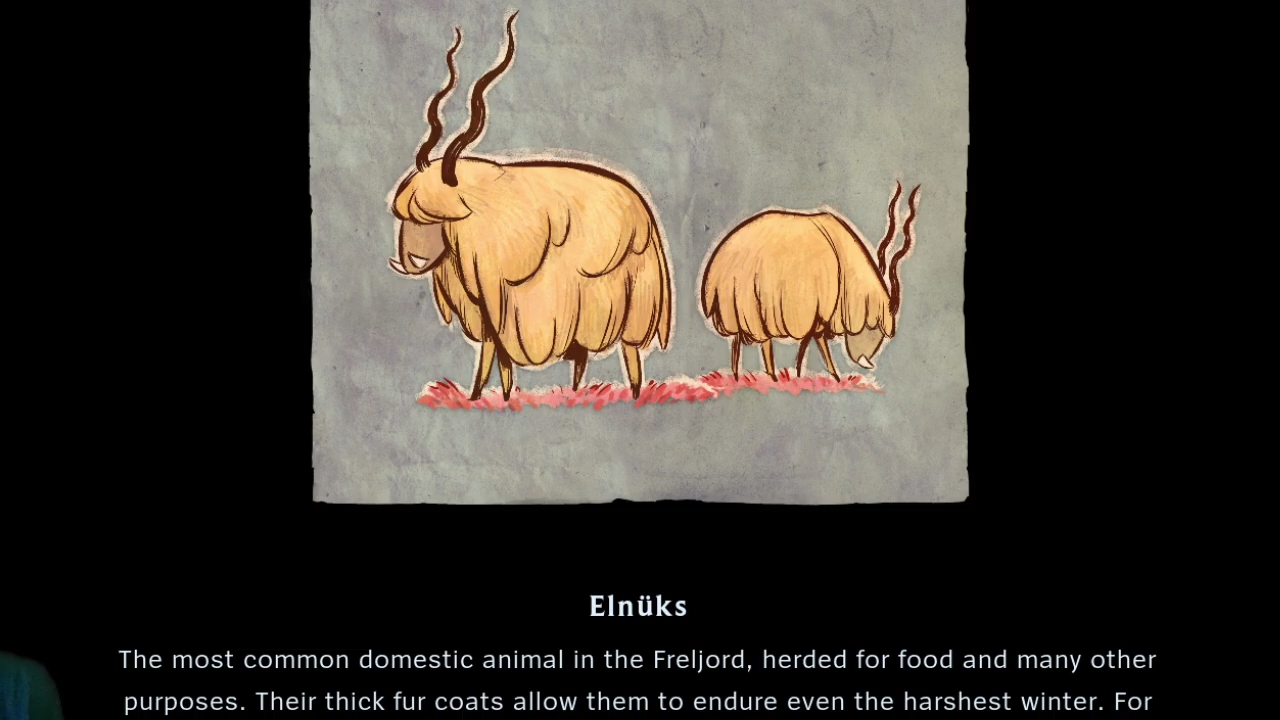 Elnüks
The most common domestic animal in the Freljord, herded for food and many other
purposes. Their thick fur coats allow them to endure even the harshest winter. For